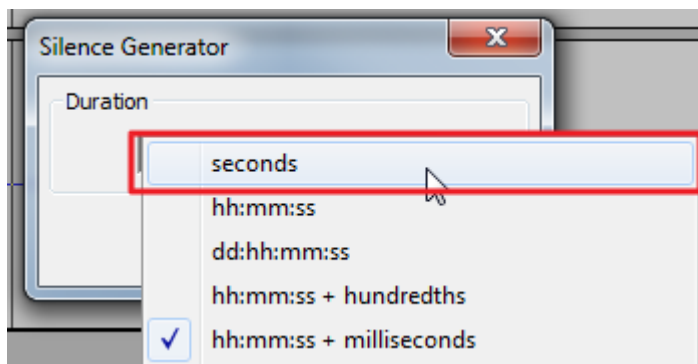 Silence Generator
Duration
seconds
hh:mm:ss
dd:hh:mm:ss
hh:mm:ss + hundredths
hh:mm:ss + milliseconds